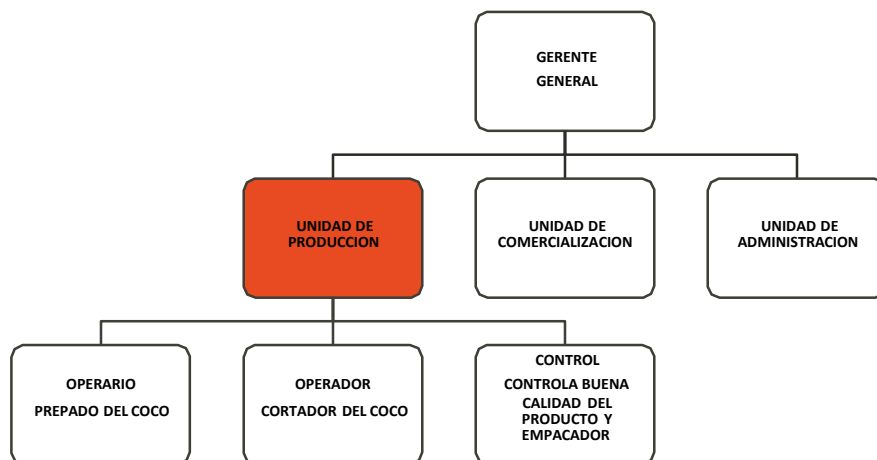 GERENTE
GENERAL
UNIDAD DE
PRODUCCION
UNIDAD DE
COMERCIALIZACION
UNIDAD DE
ADMINISTRACION
OPERARIO
PREPADO DEL COCO
OPERADOR
CORTADOR DEL COCO
CONTROL
CONTROLA BUENA
CALIDAD DEL
PRODUCTO Y
EMPACADOR